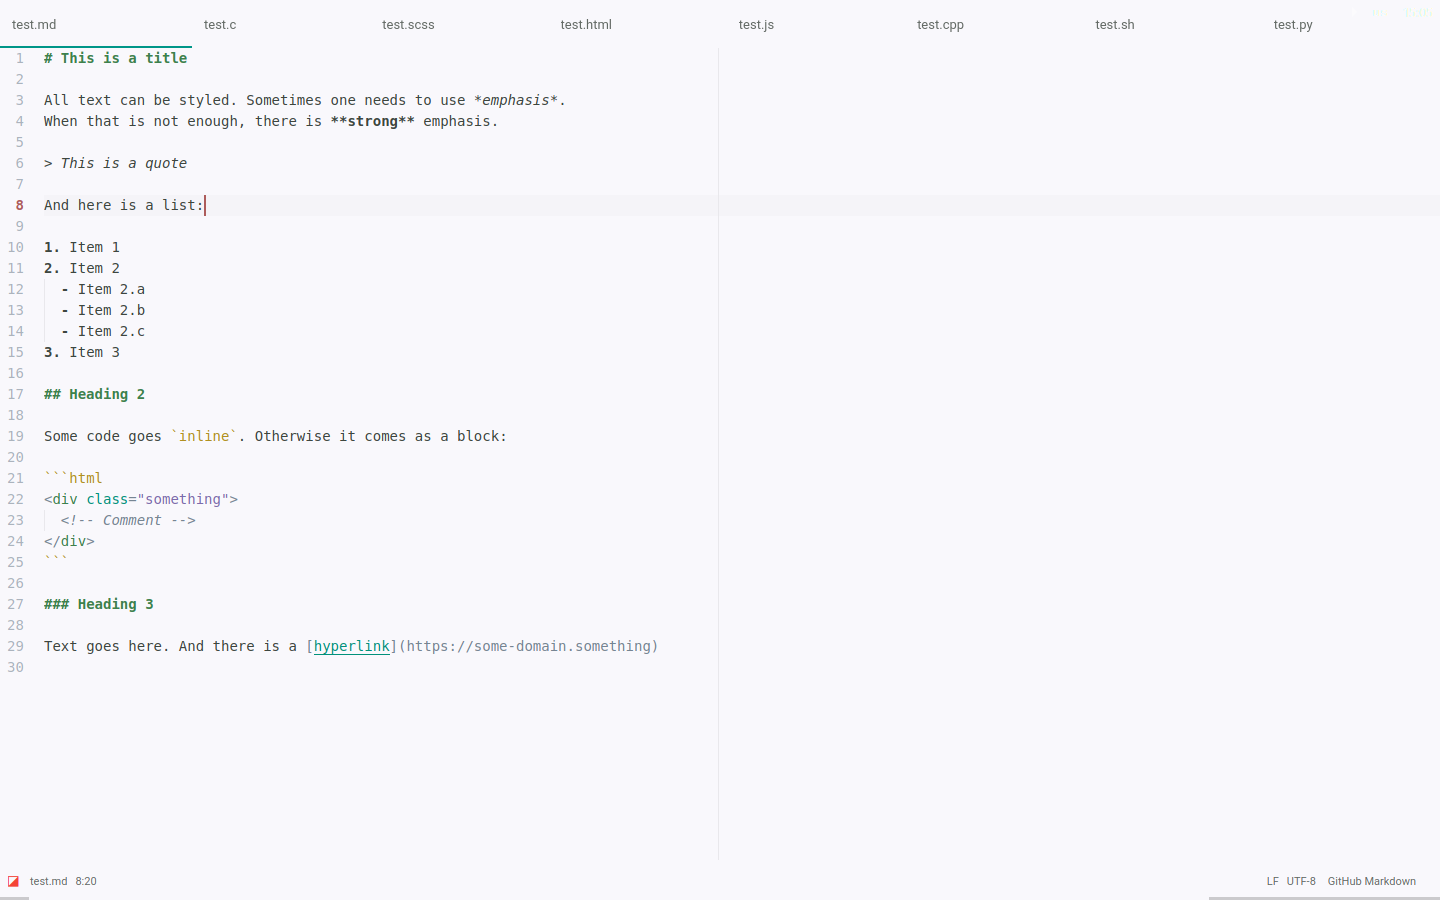 test.md test.c test.scss test.html test.js test.cpp test.sh test.py
1 # This is a title
2
3 All text can be styled. Sometimes one needs to use *emphasis*.
4 When that is not enough, there is **strong** emphasis.
5
6 > This is a quote
7
8 And here is a list:
9
10 1. Item 1
11 2. Item 2
12 - Item 2.a
13 - Item 2.b
14 - Item 2.c
15 3. Item 3
16
17 ## Heading 2
18
19 Some code goes `inline`. Otherwise it comes as a block:
20
21 ```html
22 <div class="something">
23 <!-- Comment -->
24 </div>
25 ```
26
27 ### Heading 3
28
29 Text goes here. And there is a [hyperlink](https://some-domain.something)
30
test.md 8:20 LF UTF-8 GitHub Markdown